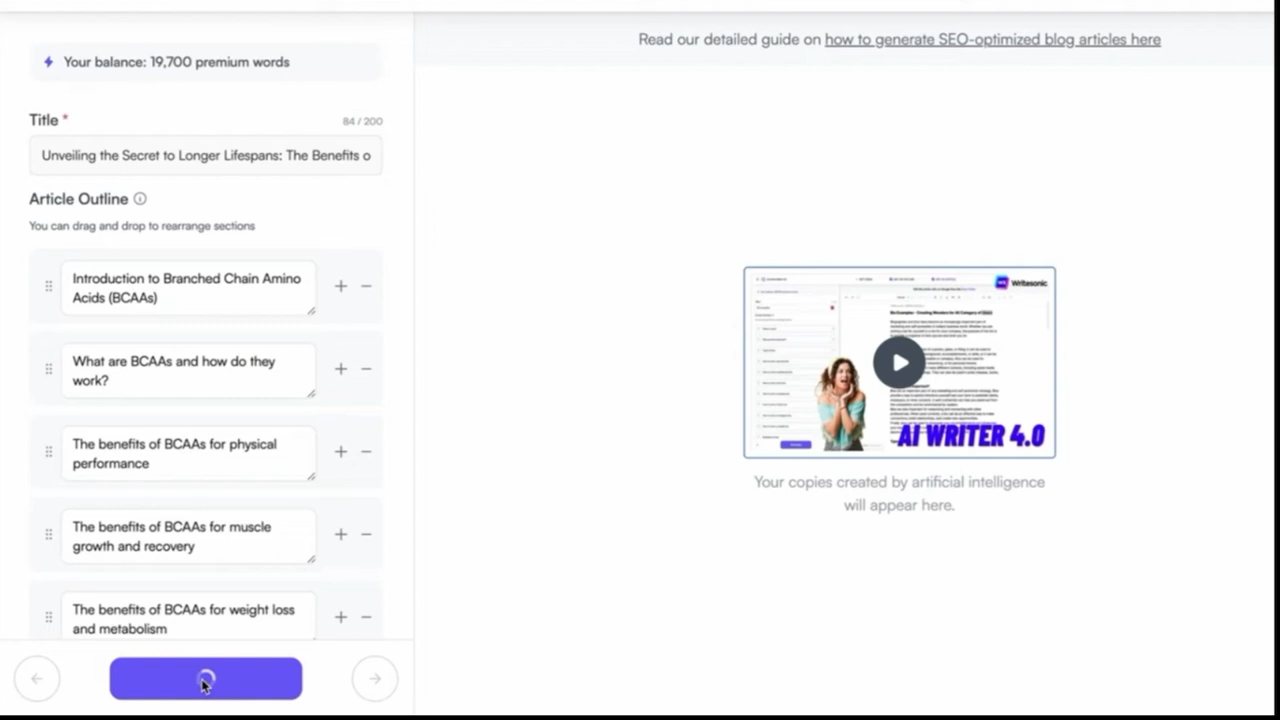 Read our detailed guide on how to generate SEO-optimized blog articles here
Your balance: 19,700 premium words
Title *
84 / 200
Unveiling the Secret to Longer Lifespans: The Benefits o
Article Outline
You can drag and drop to rearrange sections
Introduction to Branched Chain Amino
Acids (BCAAs)
What are BCAAs and how do they
work?
The benefits of BCAAs for physical
performance
The benefits of BCAAs for muscle
growth and recovery
The benefits of BCAAs for weight loss
and metabolism
Writesonic
AI WRITER 4.0
Your copies created by artificial intelligence
will appear here.